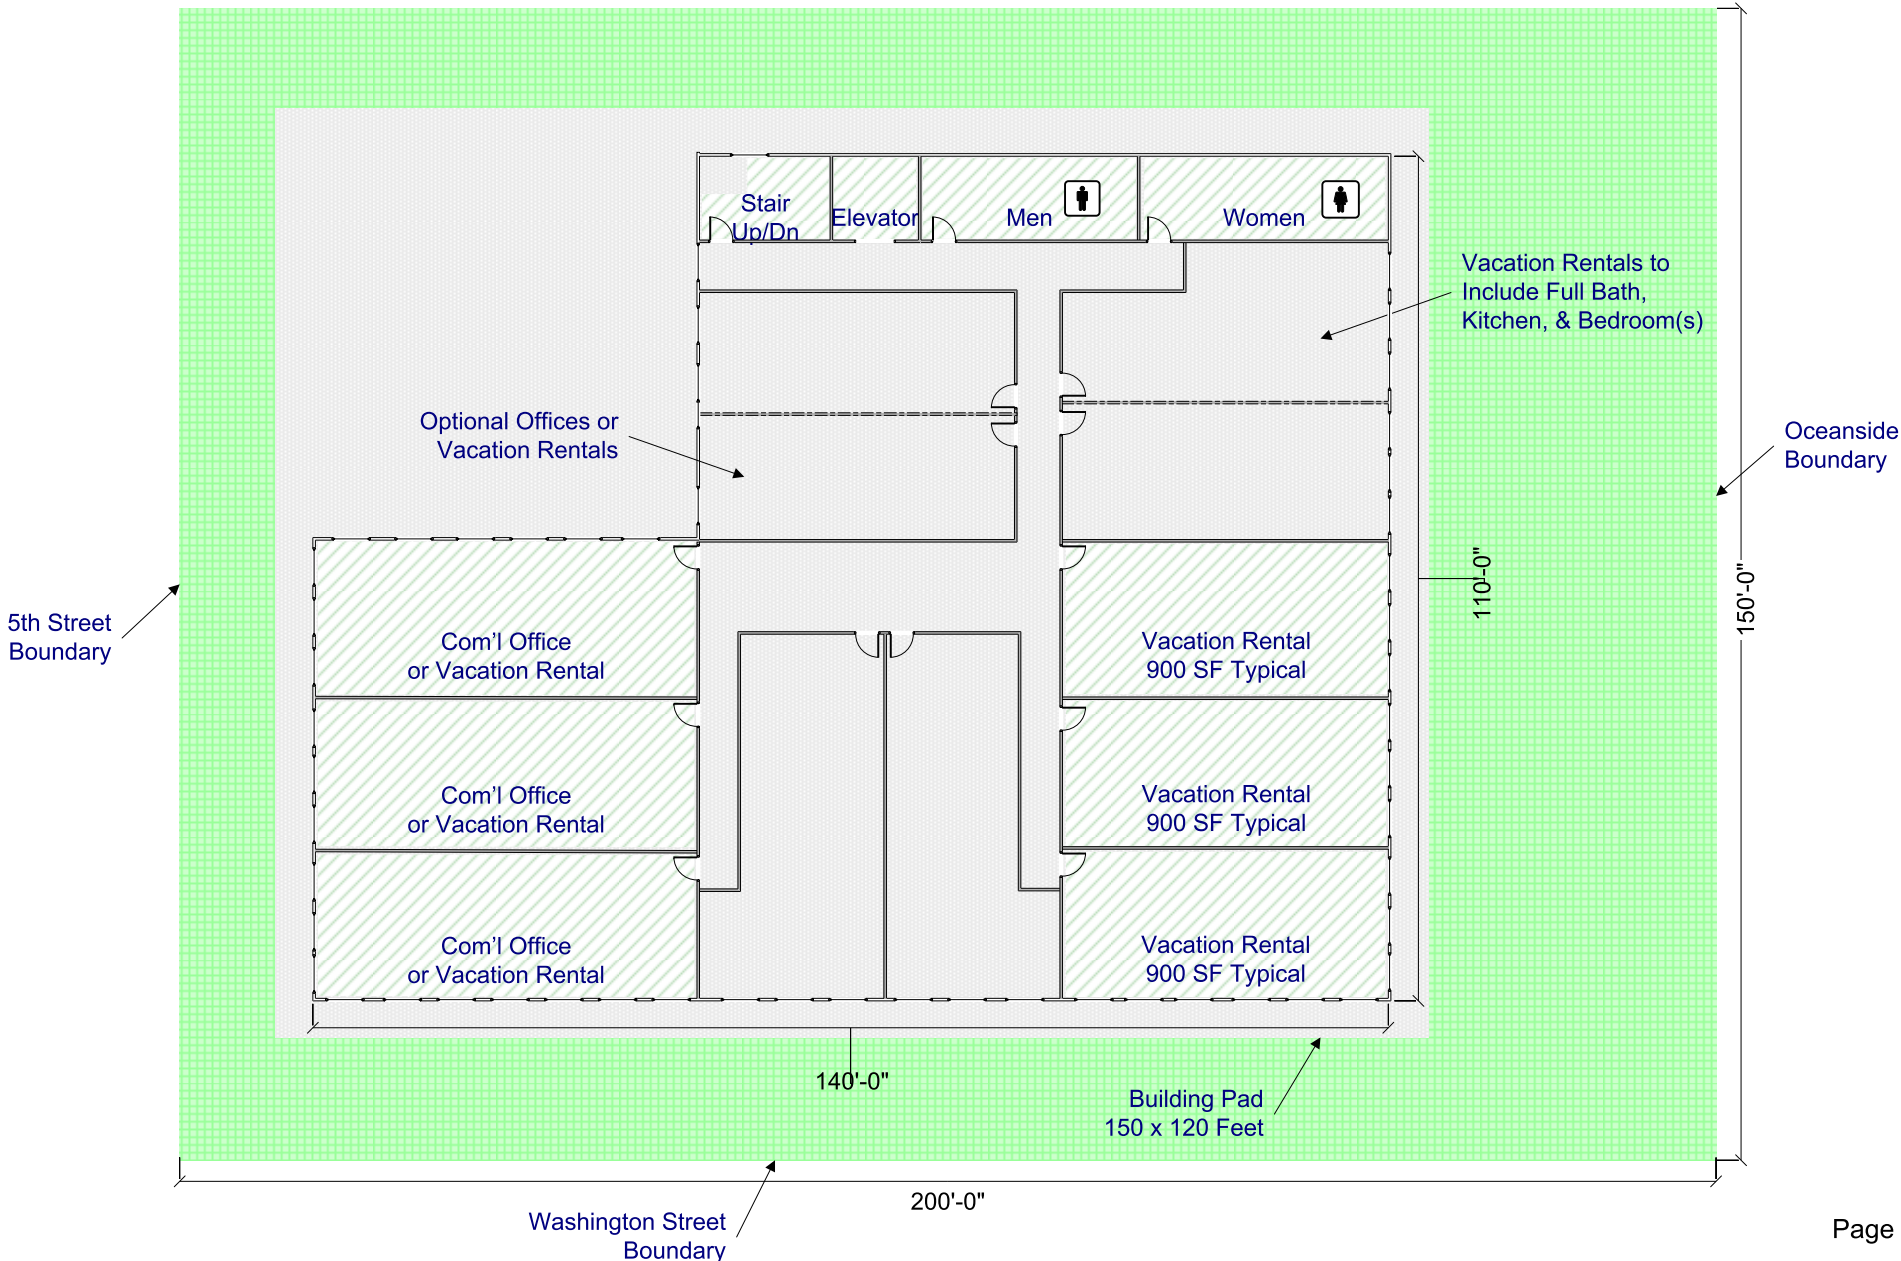 Stair
Up/Dn
Elevator
Men
Women
Vacation Rentals to
Include Full Bath,
Kitchen, & Bedroom(s)
Optional Offices or
Vacation Rentals
Oceanside
Boundary
110'-0"
150'-0"
5th Street
Boundary
Com'l Office
or Vacation Rental
Vacation Rental
900 SF Typical
Com'l Office
or Vacation Rental
Vacation Rental
900 SF Typical
Com'l Office
or Vacation Rental
Vacation Rental
900 SF Typical
140'-0"
Building Pad
150 x 120 Feet
200'-0"
Washington Street
Boundary
Page